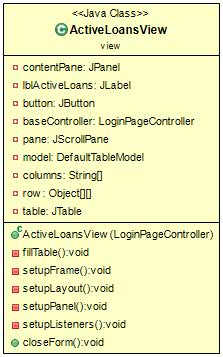 <<Java Class>>
ActiveLoansView
view
contentPane: JPanel
lblActiveLoans: JLabel
button: JButton
baseController: LoginPageController
pane: JScrollPane
model: DefaultTableModel
columns: String[]
row: Object[][]
table: JTable
ActiveLoansView(LoginPageController)
fillTable():void
setupFrame():void
setupLayout():void
setupPanel():void
setupListeners():void
closeForm():void